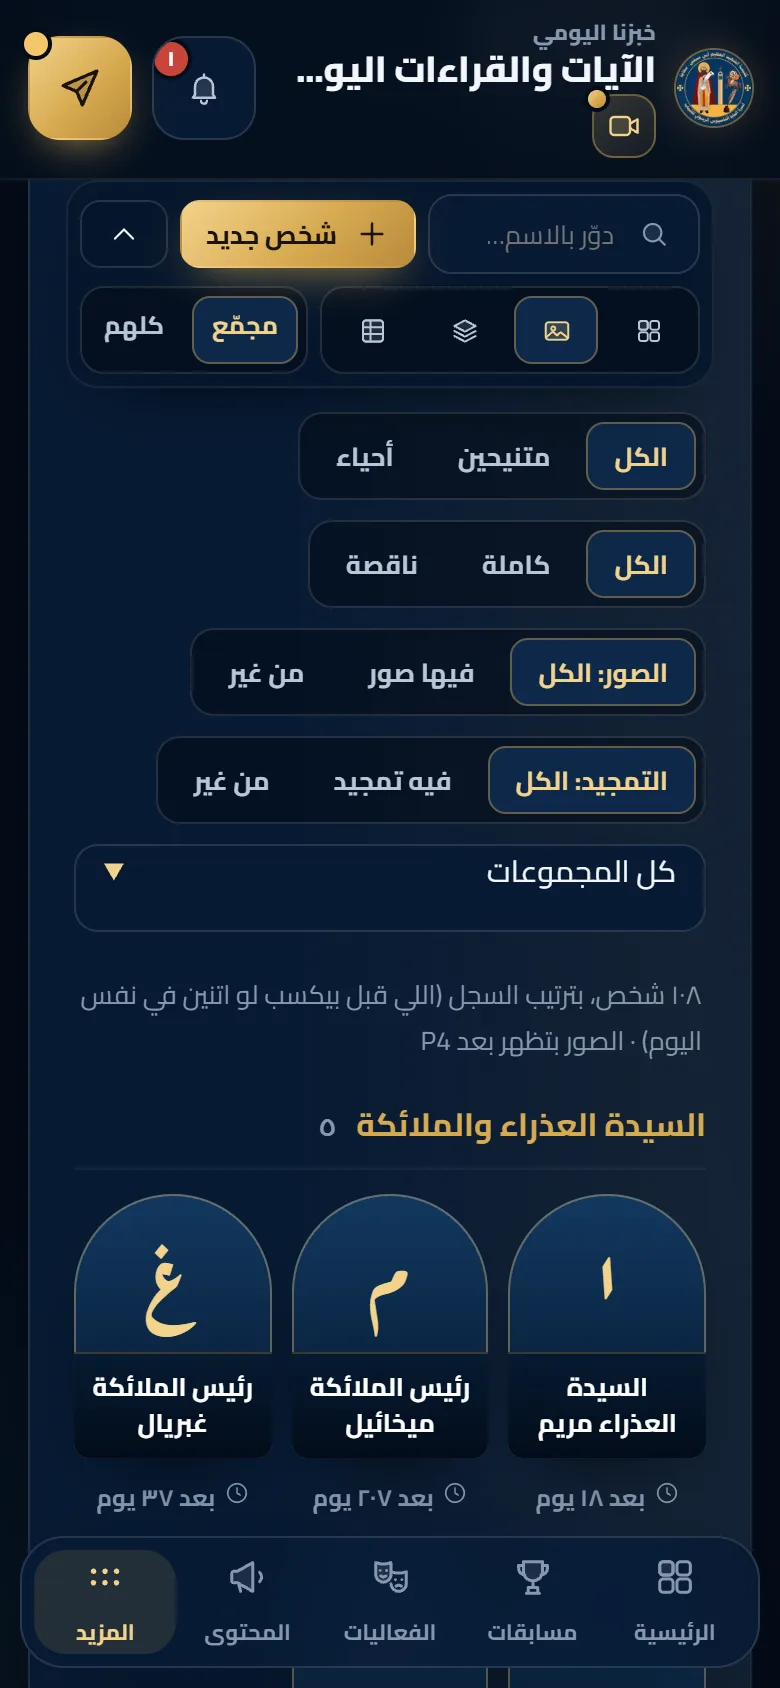 خبزنا اليومي
الآيات والقراءات اليو...
١
دوّر بالاسم...
شخص جديد
مجمّع
كلهم
الكل
متنيحين
أحياء
الكل
كاملة
ناقصة
الصور: الكل
فيها صور
من غير
التمجيد: الكل
فيه تمجيد
من غير
كل المجموعات
١٠٨ شخص، بترتيب السجل (اللي قبل بيكسب لو اتنين في نفس
اليوم) · الصور بتظهر بعد P4
السيدة العذراء والملائكة ٥
ا
م
غ
السيدة
العذراء مريم
رئيس الملائكة
ميخائيل
رئيس الملائكة
غبريال
بعد ١٨ يوم
بعد ٢٠٧ يوم
بعد ٣٧ يوم
الرئيسية
مسابقات
الفعاليات
المحتوى
المزيد